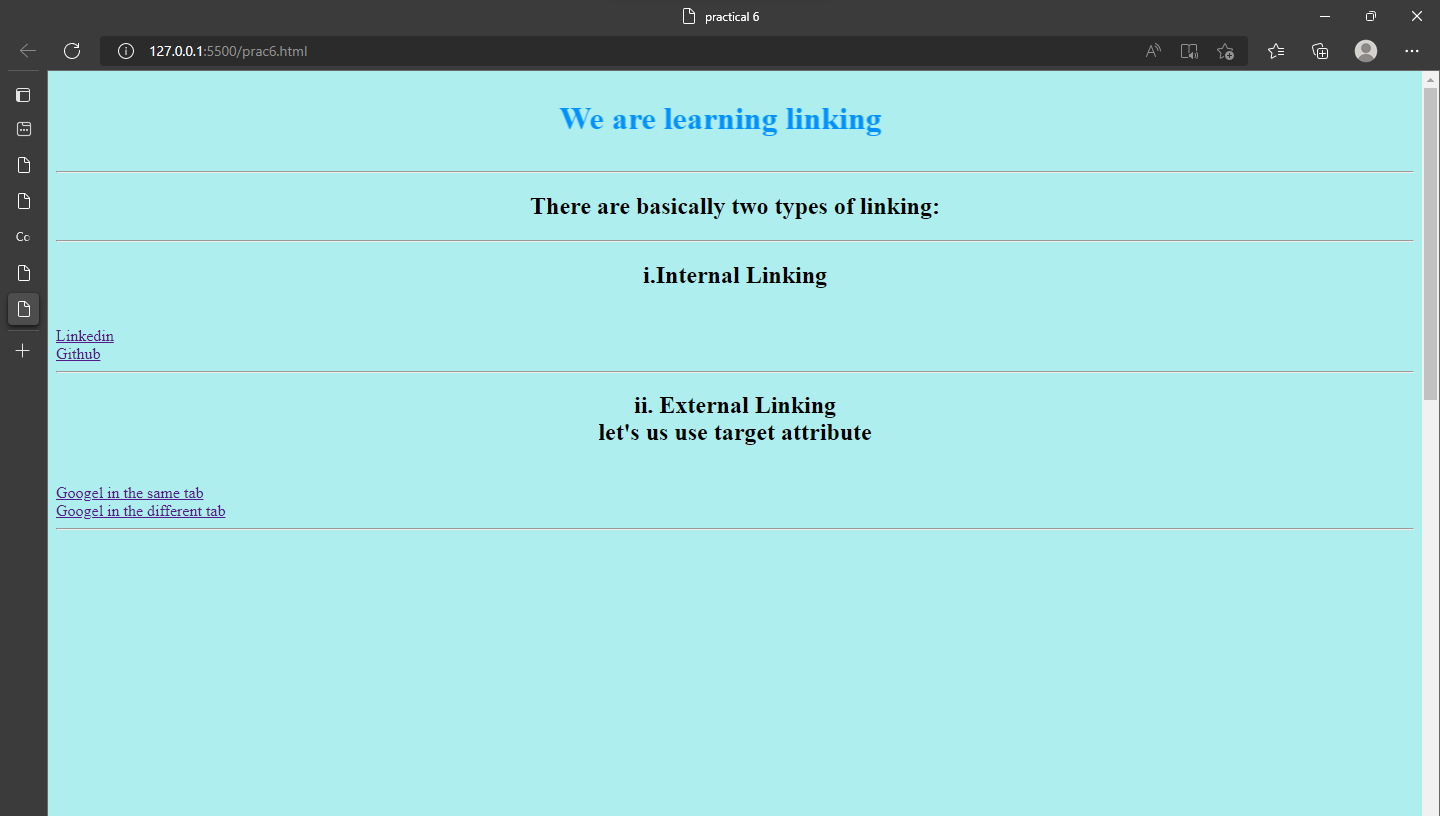 practical 6
127.0.0.1:5500/prac6.html
We are learning linking
There are basically two types of linking:
Co
i.Internal Linking
Linkedin
Github
ii. External Linking
let's us use target attribute
Googel in the same tab
Googel in the different tab